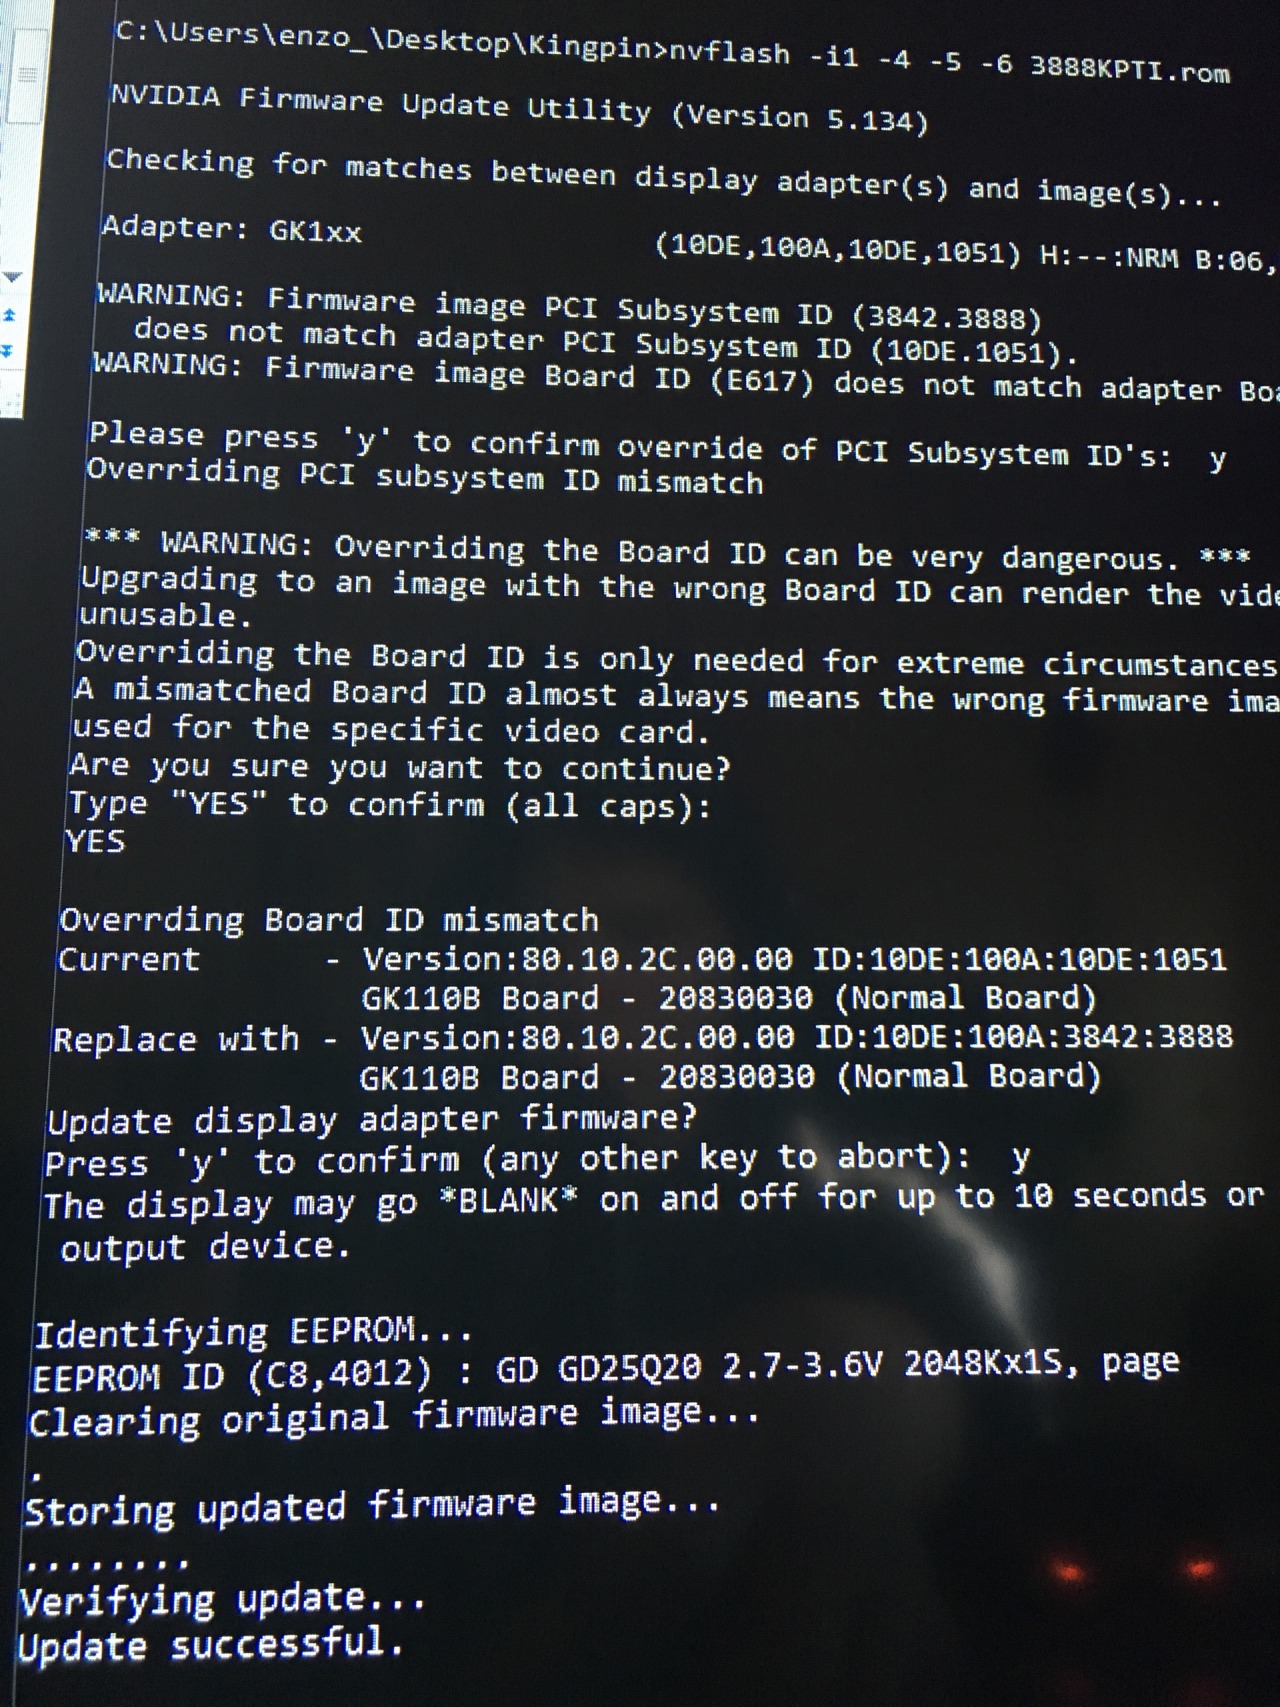 C:\Users\enzo_\Desktop\Kingpin>nvflash -i1 -4 -5 -6 3888KPTI.rom
NVIDIA Firmware Update Utility (Version 5.134)
Checking for matches between display adapter(s) and image(s)...
Adapter: GK1xx (10DE,100A,10DE,1051) H:--:NRM B:06,
WARNING: Firmware image PCI Subsystem ID (3842.3888)
does not match adapter PCI Subsystem ID (10DE.1051).
WARNING: Firmware image Board ID (E617) does not match adapter Boa
Please press 'y' to confirm override of PCI Subsystem ID's: y
Overriding PCI subsystem ID mismatch
*** WARNING: Overriding the Board ID can be very dangerous. ***
Upgrading to an image with the wrong Board ID can render the vide
unusable.
Overriding the Board ID is only needed for extreme circumstances
A mismatched Board ID almost always means the wrong firmware ima
used for the specific video card.
Are you sure you want to continue?
Type "YES" to confirm (all caps):
YES
Overrding Board ID mismatch
Current - Version:80.10.2C.00.00 ID:10DE:100A:10DE:1051
GK110B Board - 20830030 (Normal Board)
Replace with - Version:80.10.2C.00.00 ID:10DE:100A:3842:3888
GK110B Board - 20830030 (Normal Board)
Update display adapter firmware?
Press 'y' to confirm (any other key to abort): y
The display may go *BLANK* on and off for up to 10 seconds or
output device.
Identifying EEPROM...
EEPROM ID (C8,4012) : GD GD25Q20 2.7-3.6V 2048Kx1S, page
Clearing original firmware image...
.
Storing updated firmware image...
........
Verifying update...
Update successful.